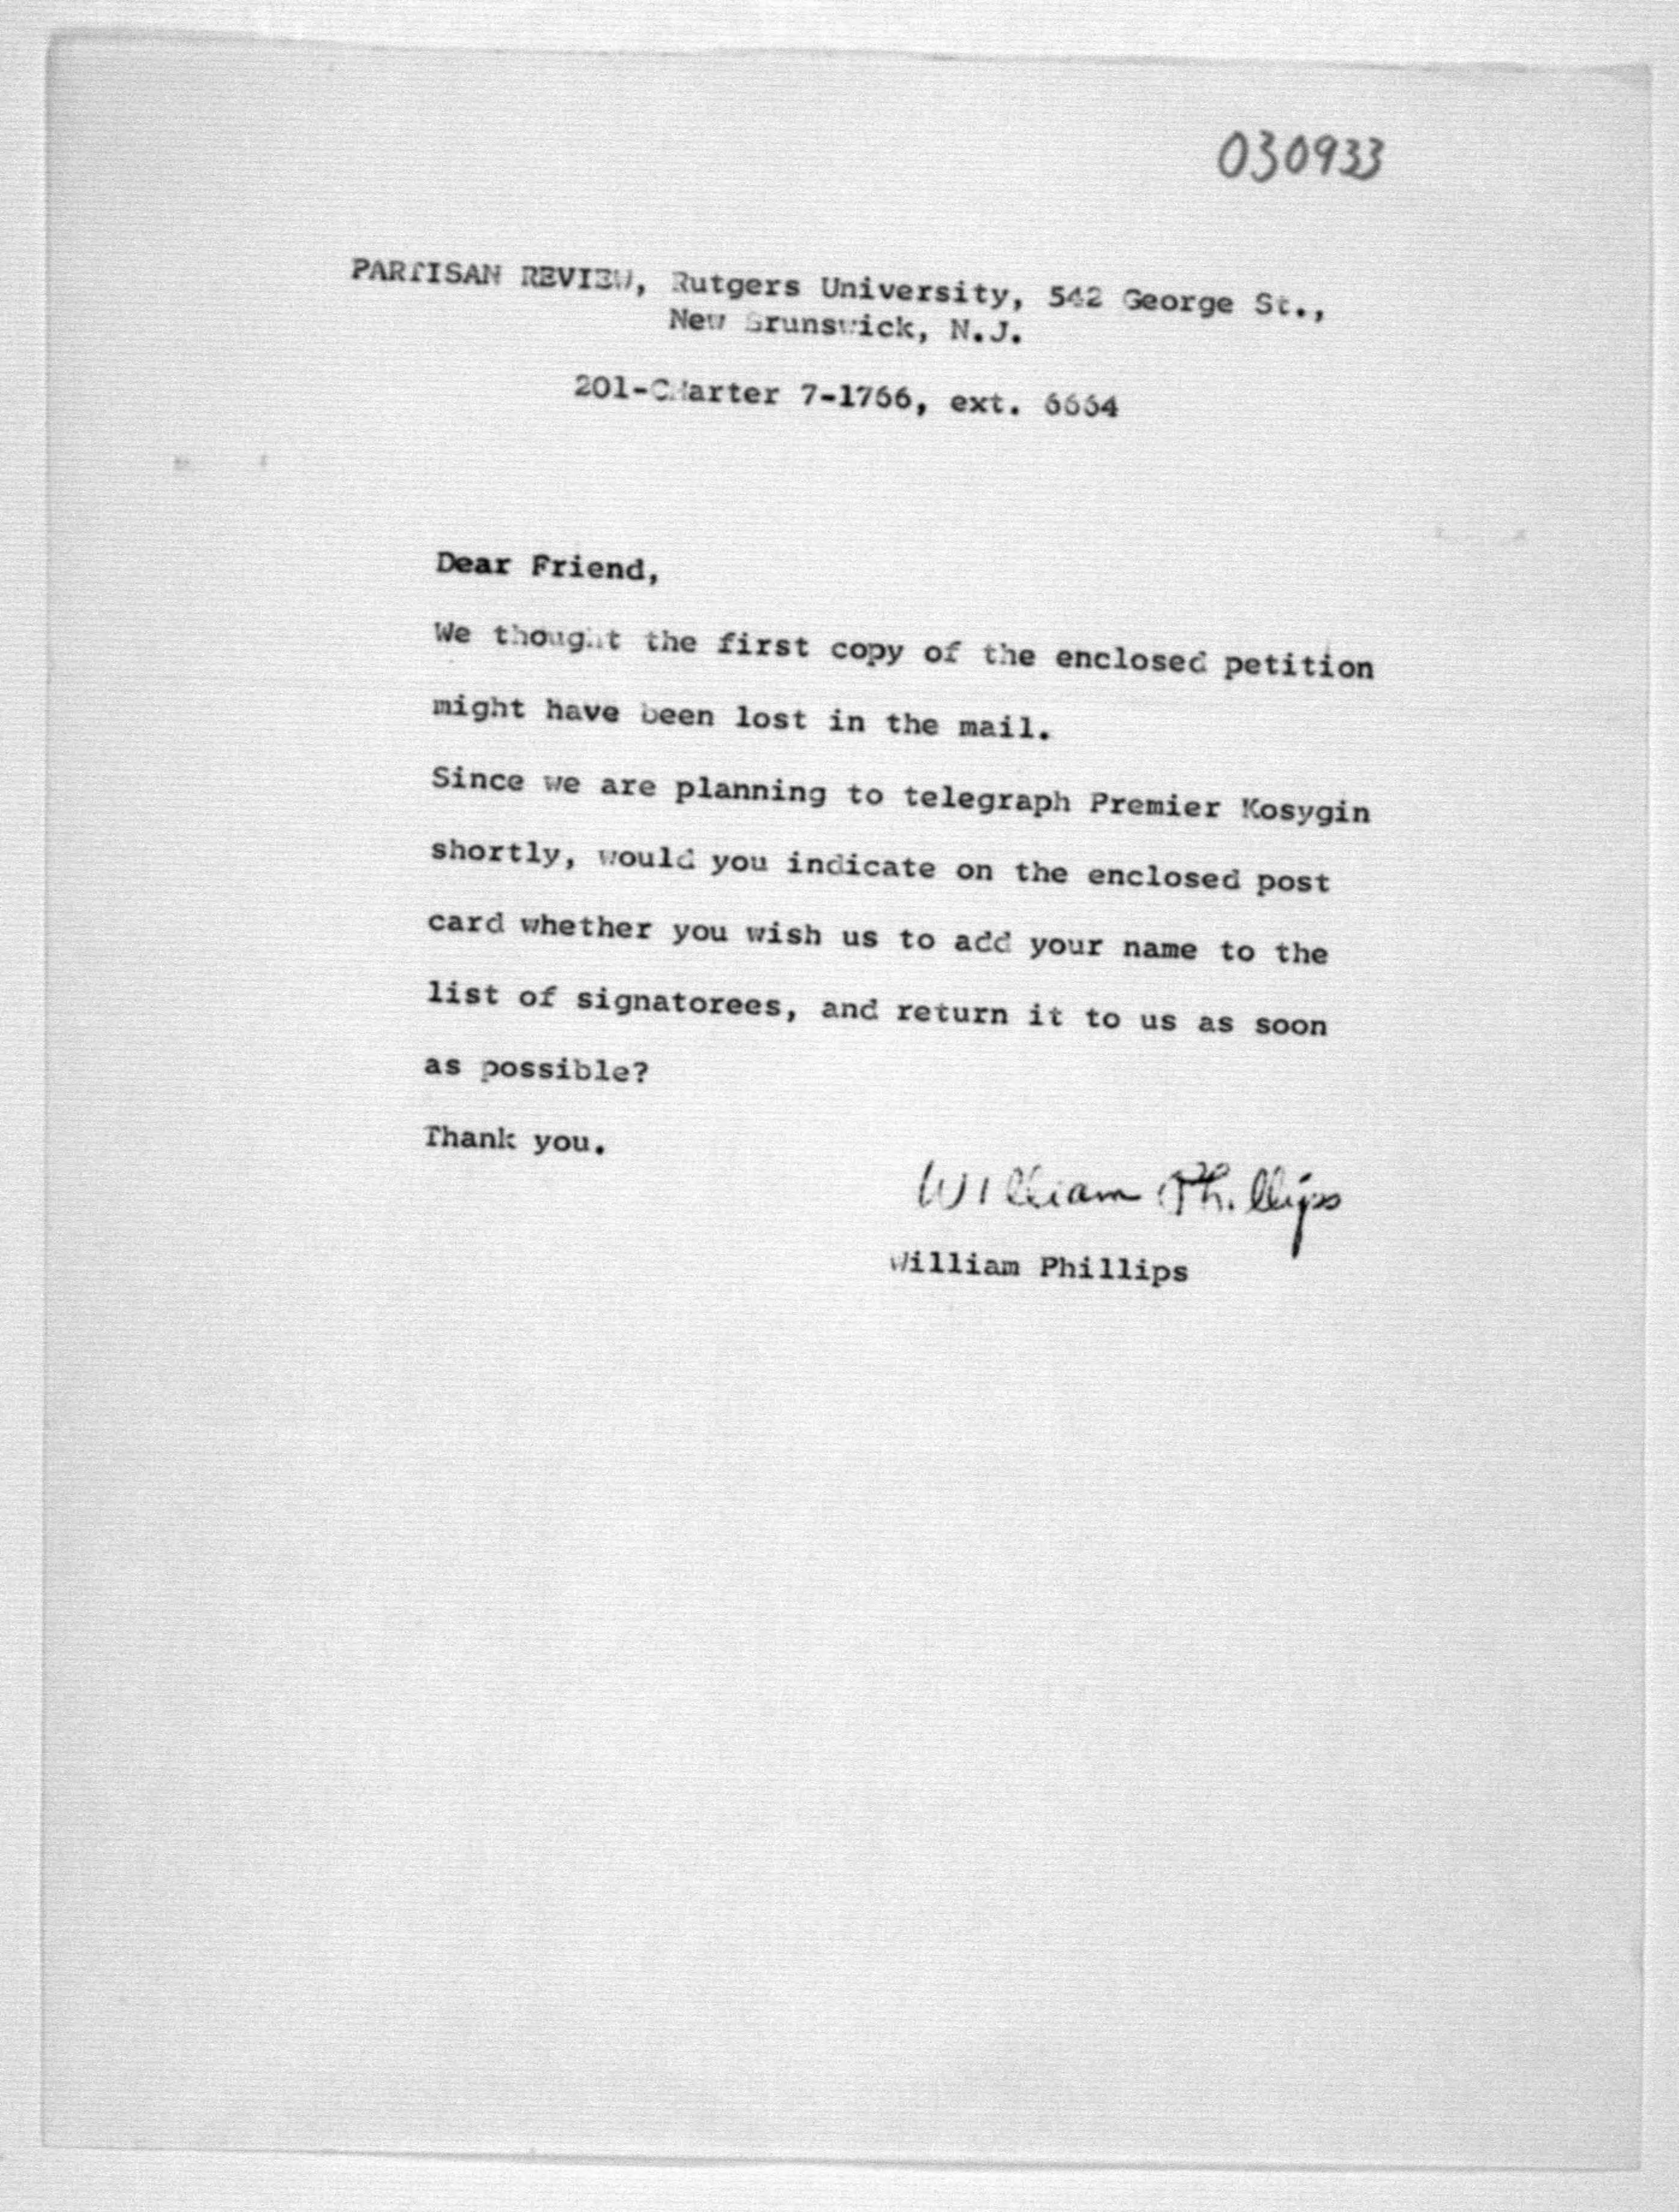 030933
PARTISAN REVIEW, Rutgers University, 542 George St.,
New Brunswick, N.J.
201-CHarter 7-1766, ext. 6664
Dear Friend,
We thought the first copy of the enclosed petition
might have been lost in the mail.
Since we are planning to telegraph Premier Kosygin
shortly, would you indicate on the enclosed post
card whether you wish us to add your name to the
list of signatorees, and return it to us as soon
as possible?
Thank you.
William Phillips
William Phillips